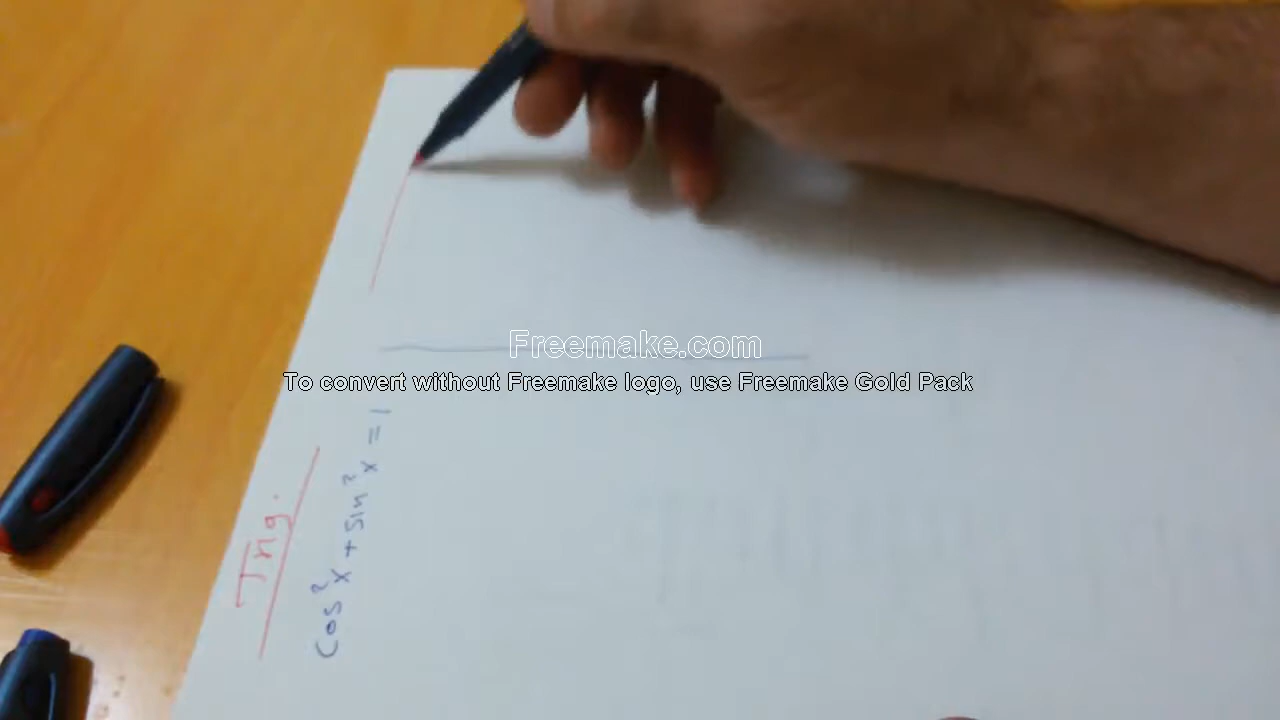 Trig.
cos²x + sin²x = 1
Freemake.com
To convert without Freemake logo, use Freemake Gold Pack